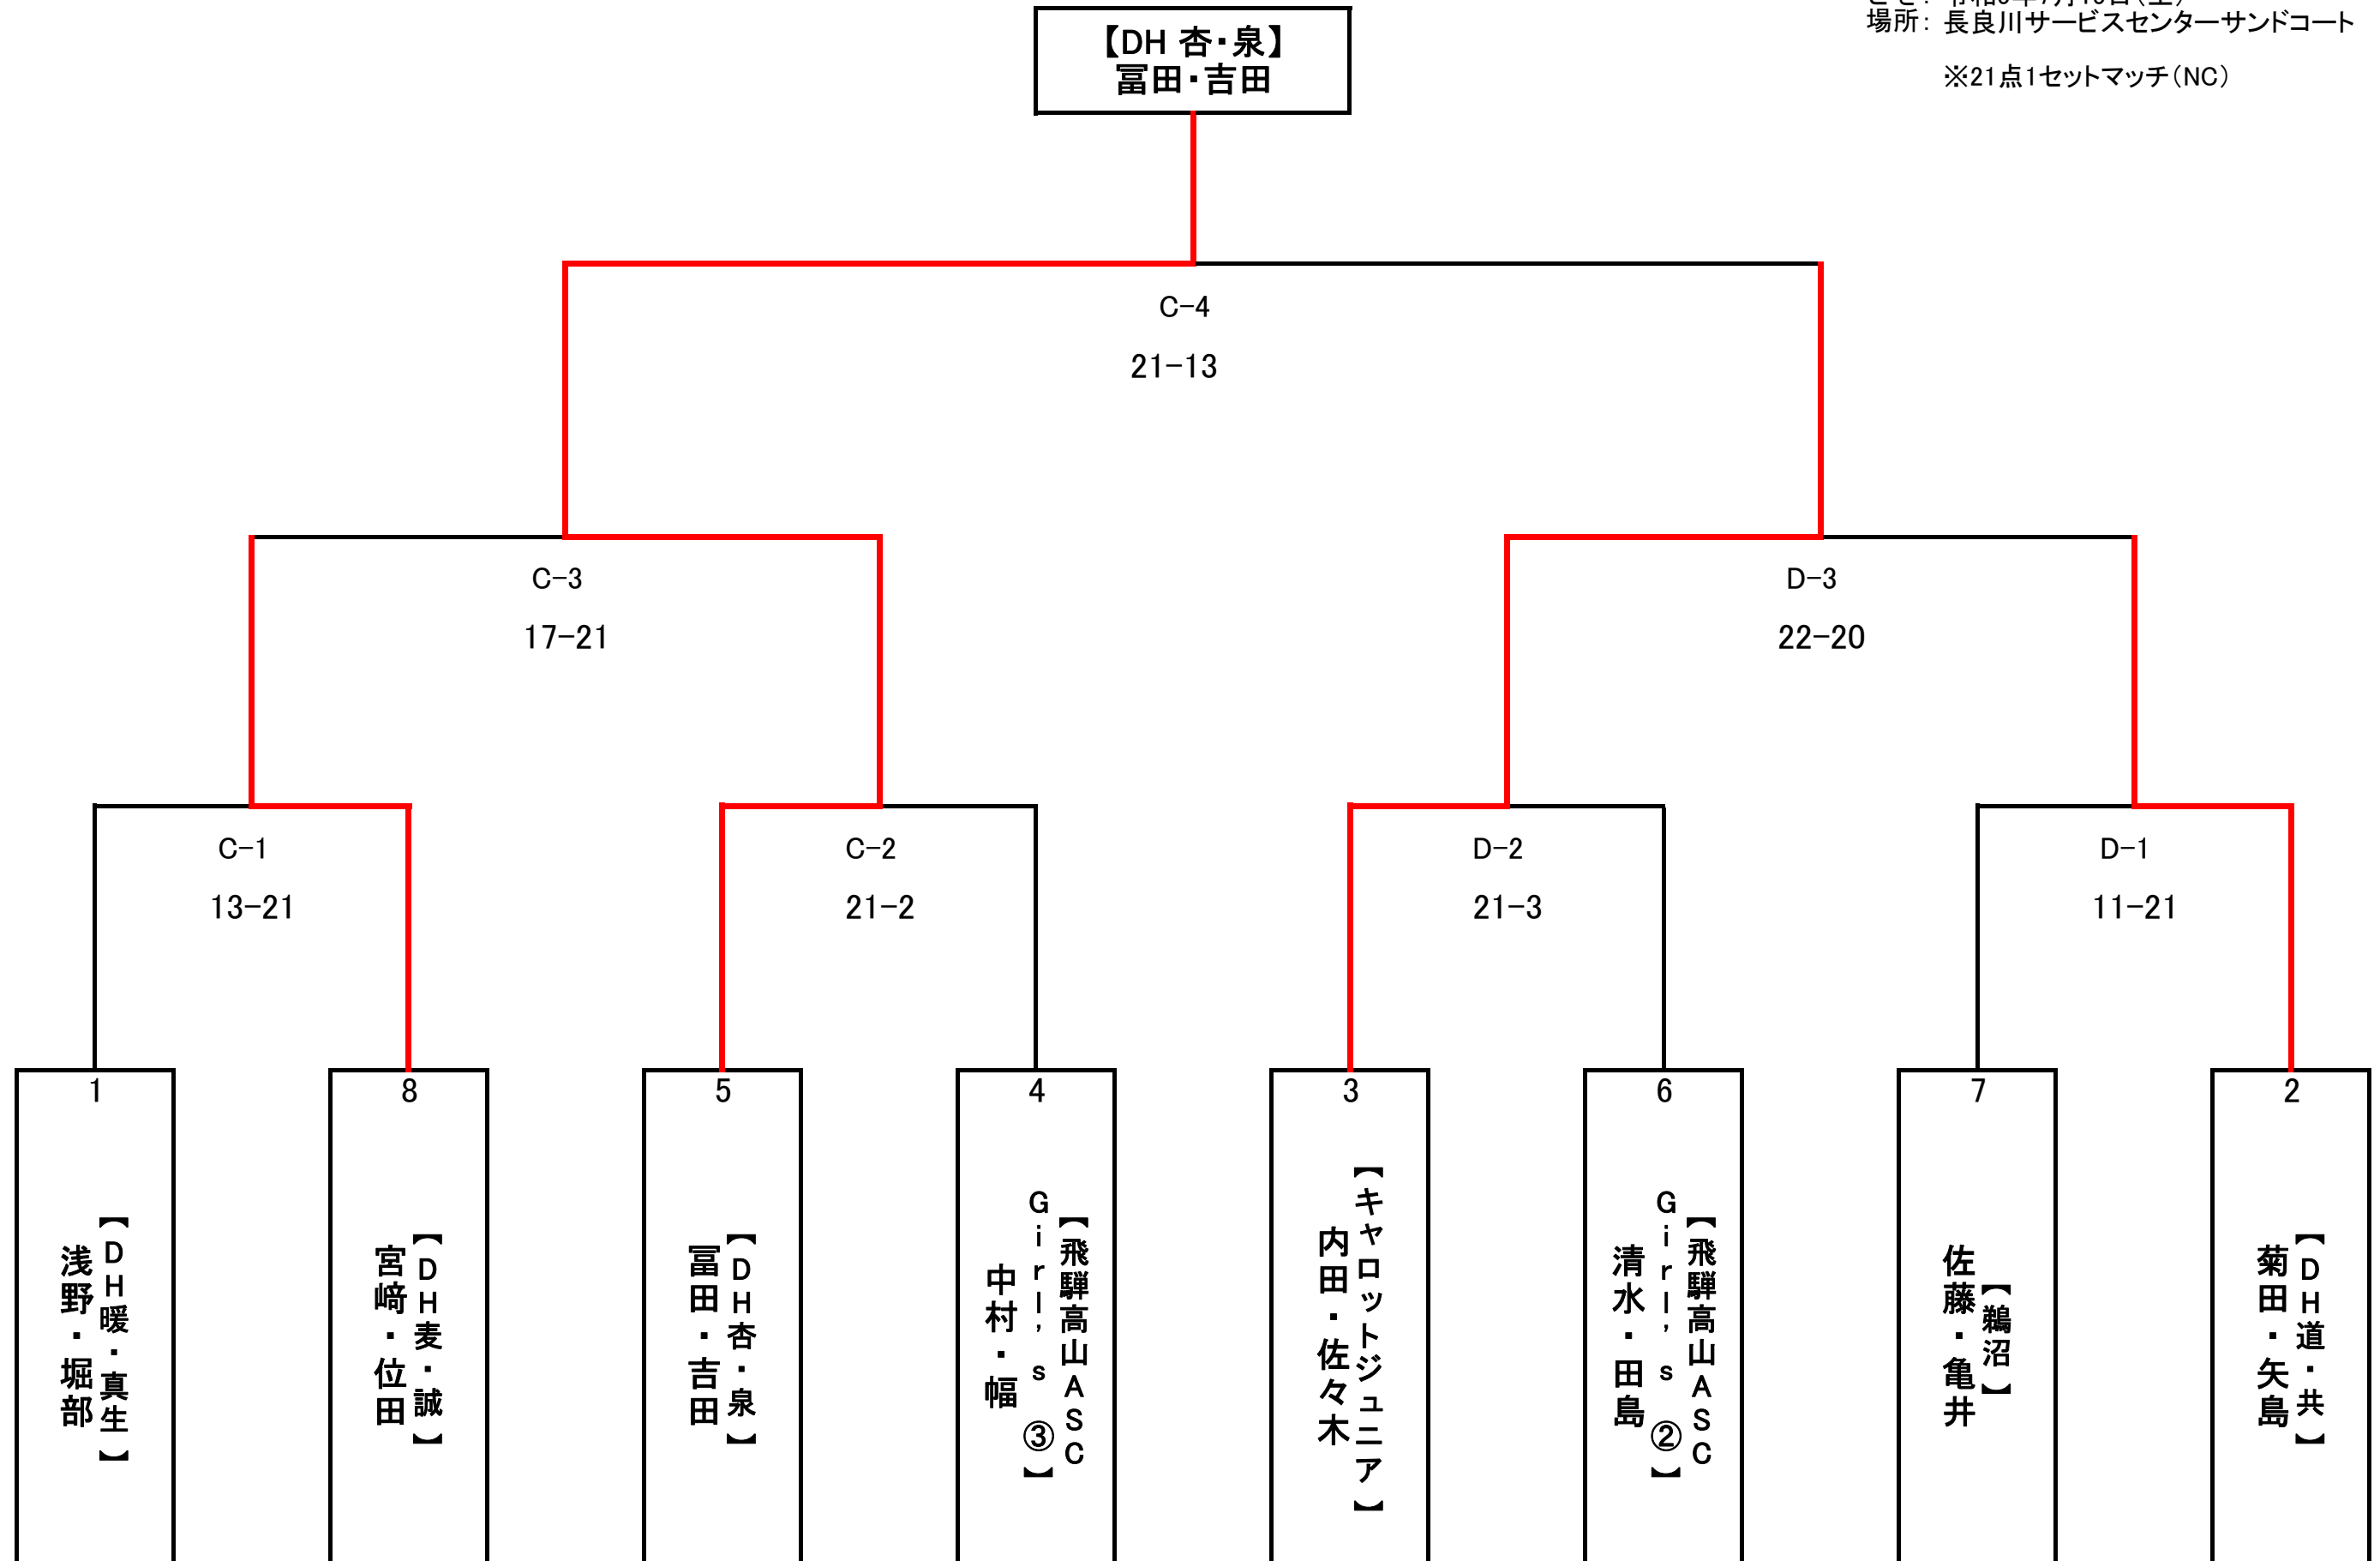 【DH 杏・泉】
冨田・吉田
場所： 長良川サービスセンターサンドコート
※21点1セットマッチ（NC）
C-4
21-13
C-3
17-21
D-3
22-20
C-1
13-21
C-2
21-2
D-2
21-3
D-1
11-21
1
【DH暖・真生】
浅野・堀部
8
【DH麦・誠】
宮﨑・位田
5
【DH杏・泉】
冨田・吉田
4
【飛騨高山ASC
Girl’s ③】
中村・幅
3
【キャロットジュニア】
内田・佐々木
6
【飛騨高山ASC
Girl’s ②】
清水・田島
7
【鵜沼】
佐藤・亀井
2
【DH道・共】
菊田・矢島